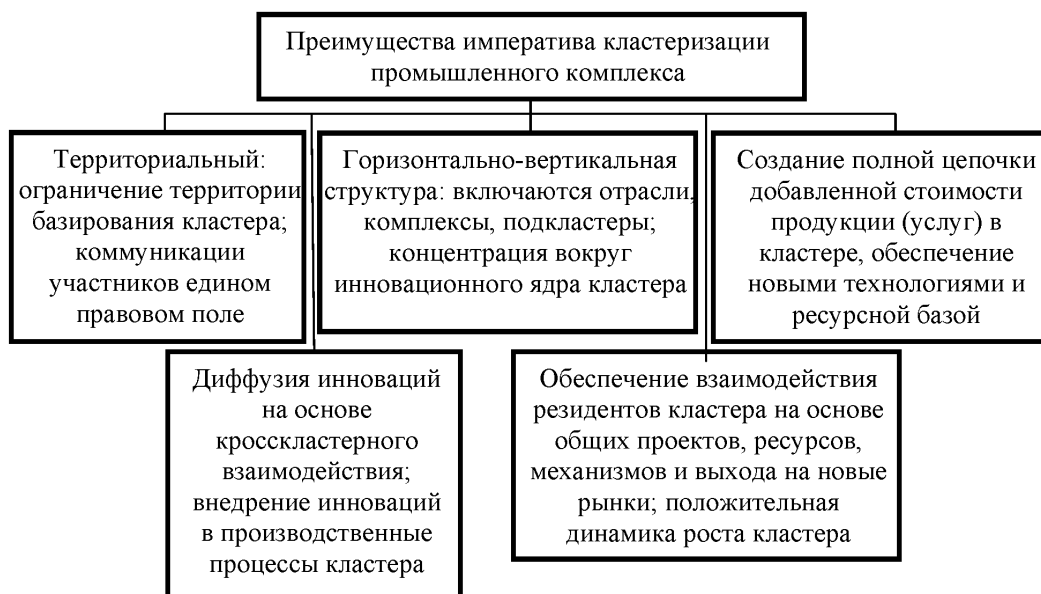 Преимущества императива кластеризации
промышленного комплекса
Территориальный:
ограничение территории
базирования кластера;
коммуникации
участников едином
правовом поле
Горизонтально-вертикальная
структура: включаются отрасли,
комплексы, подкластеры;
концентрация вокруг
инновационного ядра кластера
Создание полной цепочки
добавленной стоимости
продукции (услуг) в
кластере, обеспечение
новыми технологиями и
ресурсной базой
Диффузия инноваций
на основе
кросскластерного
взаимодействия;
внедрение инноваций
в производственные
процессы кластера
Обеспечение взаимодействия
резидентов кластера на основе
общих проектов, ресурсов,
механизмов и выхода на новые
рынки; положительная
динамика роста кластера